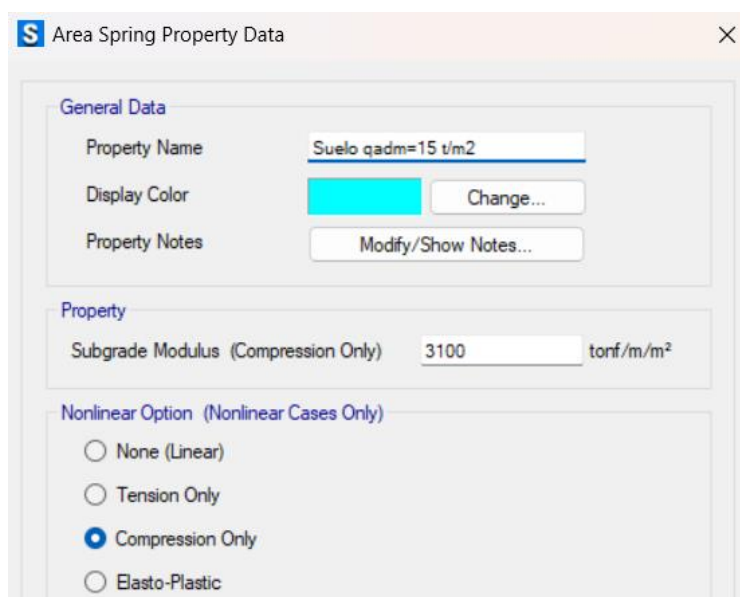 S Area Spring Property Data
General Data
Property Name Suelo qadm=15 t/m2
Display Color Change...
Property Notes Modify/Show Notes...
Property
Subgrade Modulus (Compression Only) 3100 tonf/m/m²
Nonlinear Option (Nonlinear Cases Only)
None (Linear)
Tension Only
Compression Only
Elasto-Plastic